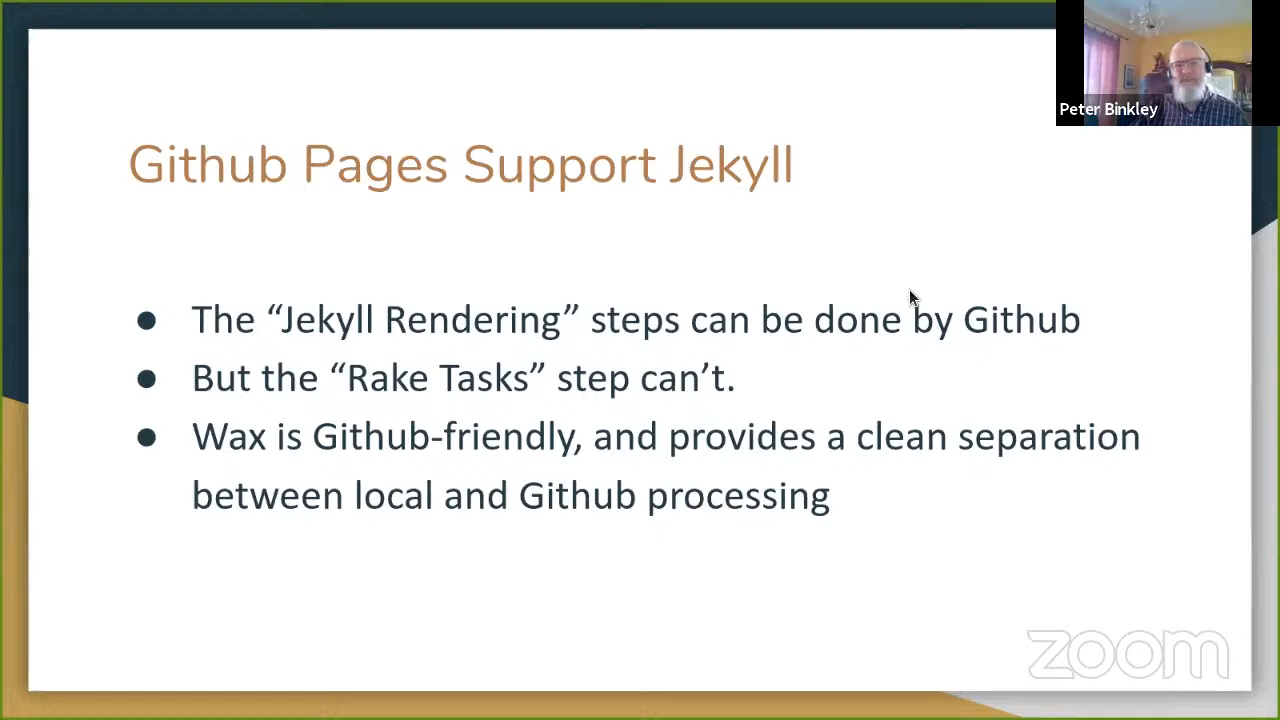 Peter Binkley
Github Pages Support Jekyll
● The “Jekyll Rendering” steps can be done by Github
● But the “Rake Tasks” step can’t.
● Wax is Github-friendly, and provides a clean separation
between local and Github processing
zoom